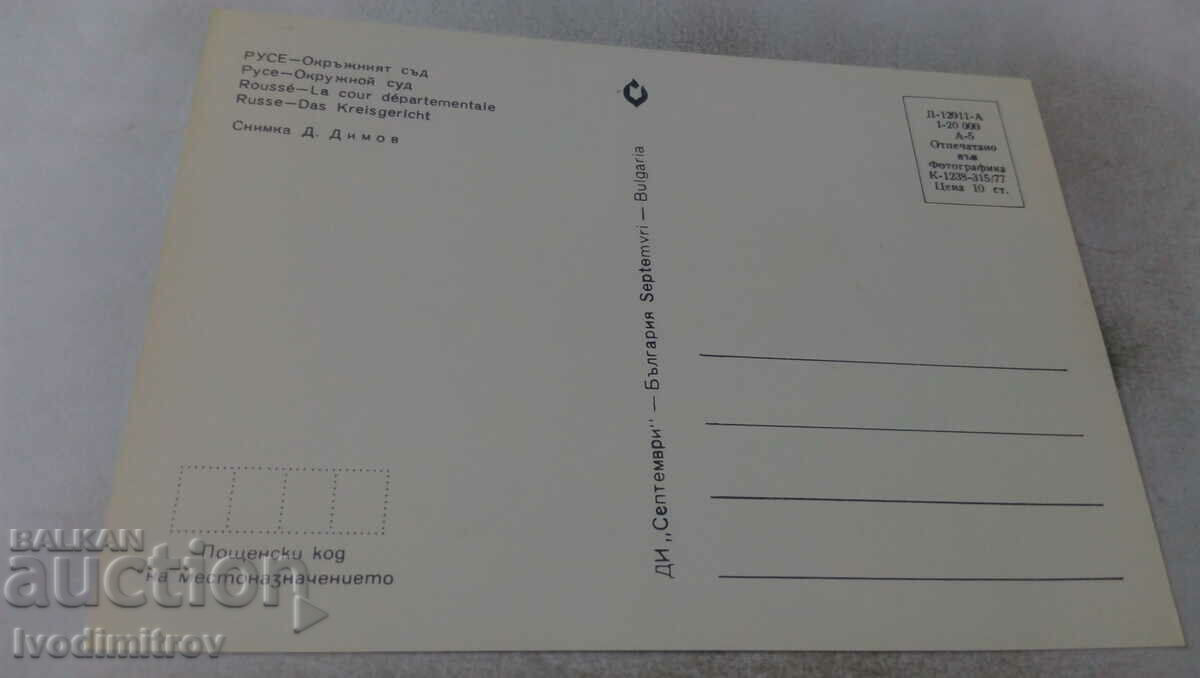 РУСЕ—Окръжният съд
Русе—Окружной суд
Roussé—La cour départementale
Russe—Das Kreisgericht
Снимка Д. Димов
Д-12911-А
1-20 000
А-5
Отпечатано
във
Фотографика
К-1238-315/77
Цена 10 ст.
ДИ „Септември" — България Septemvri — Bulgaria
Пощенски код
на местоназначението
BALKAN
auction
Ivodimitrov